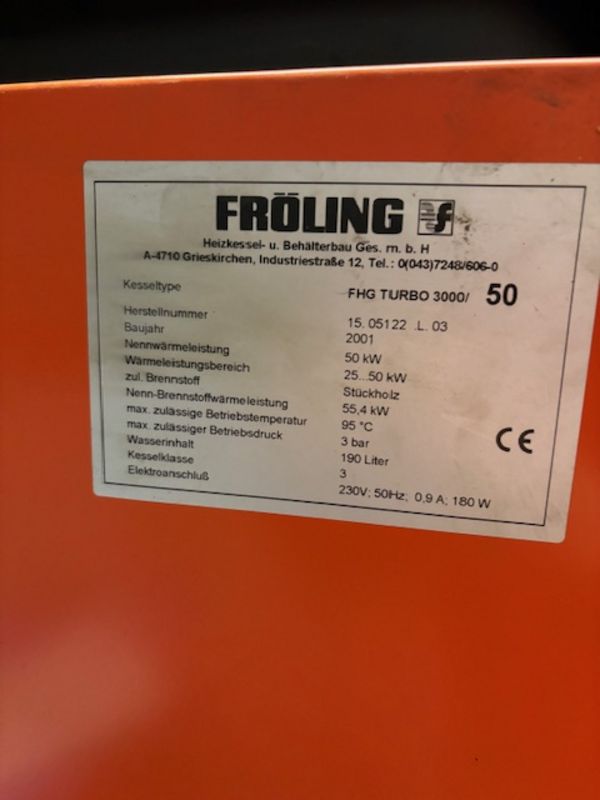 FRÖLING
Heizkessel- u. Behälterbau Ges. m. b. H
A-4710 Grieskirchen, Industriestraße 12, Tel.: 0(043)7248/606-0
Kesseltype FHG TURBO 3000/ 50
Herstellnummer 15. 05122 .L. 03
Baujahr 2001
Nennwärmeleistung 50 kW
Wärmeleistungsbereich 25...50 kW
zul. Brennstoff Stückholz
Nenn-Brennstoffwärmeleistung 55,4 kW
max. zulässige Betriebstemperatur 95 °C
max. zulässiger Betriebsdruck 3 bar
Wasserinhalt 190 Liter
Kesselklasse 3
Elektroanschluß 230V; 50Hz; 0,9 A; 180 W
CE